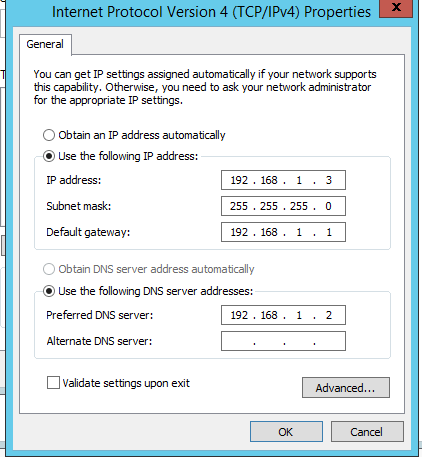 Internet Protocol Version 4 (TCP/IPv4) Properties
x
General
You can get IP settings assigned automatically if your network supports
this capability. Otherwise, you need to ask your network administrator
for the appropriate IP settings.
Obtain an IP address automatically
Use the following IP address:
IP address: 192 . 168 . 1 . 3
Subnet mask: 255 . 255 . 255 . 0
Default gateway: 192 . 168 . 1 . 1
Obtain DNS server address automatically
Use the following DNS server addresses:
Preferred DNS server: 192 . 168 . 1 . 2
Alternate DNS server: . . .
Validate settings upon exit
Advanced...
OK Cancel